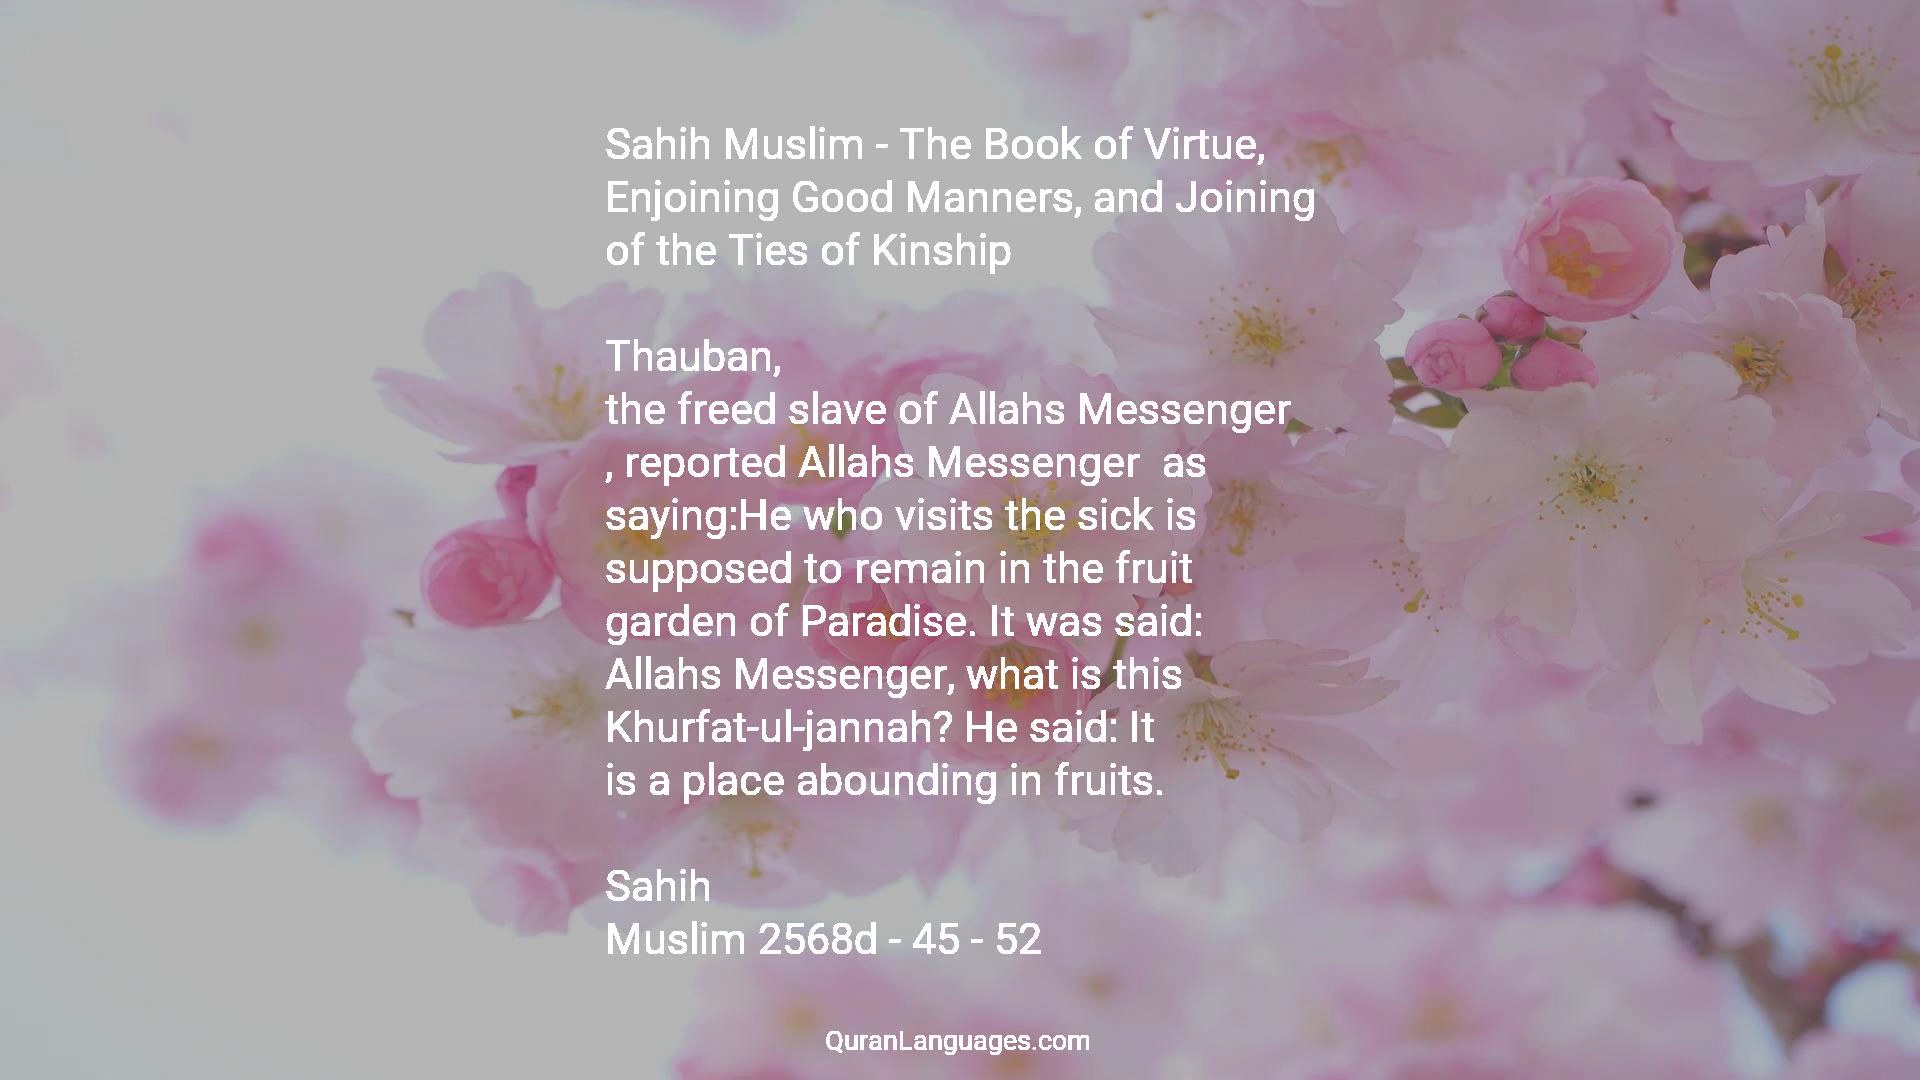 Sahih Muslim - The Book of Virtue,
Enjoining Good Manners, and Joining
of the Ties of Kinship
Thauban,
the freed slave of Allahs Messenger
, reported Allahs Messenger  as
saying:He who visits the sick is
supposed to remain in the fruit
garden of Paradise. It was said:
Allahs Messenger, what is this
Khurfat-ul-jannah? He said: It
is a place abounding in fruits.
Sahih
Muslim 2568d - 45 - 52
QuranLanguages.com